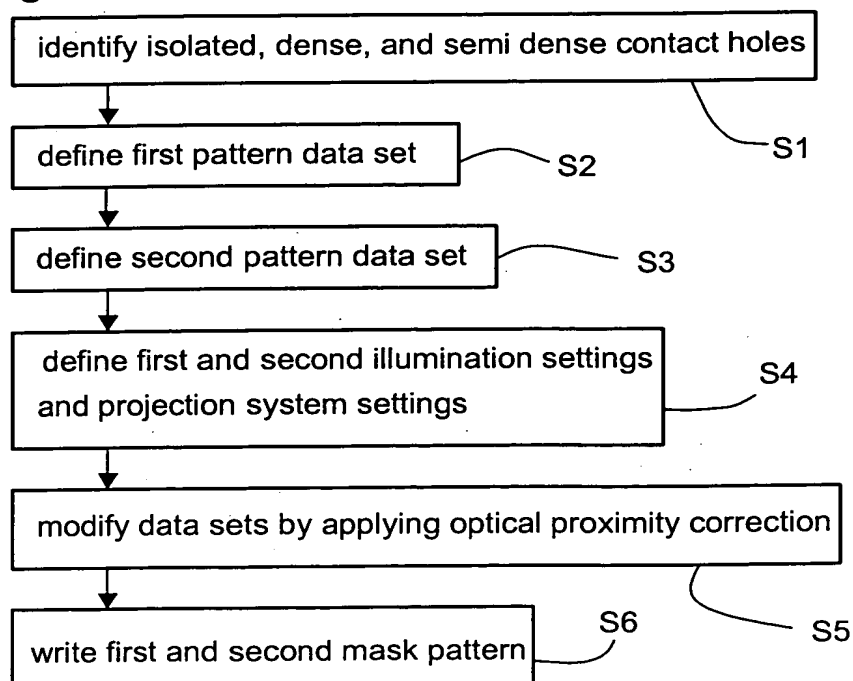 identify isolated, dense, and semi dense contact holes
S1
define first pattern data set
S2
define second pattern data set
S3
define first and second illumination settings
and projection system settings
S4
modify data sets by applying optical proximity correction
S5
write first and second mask pattern
S6